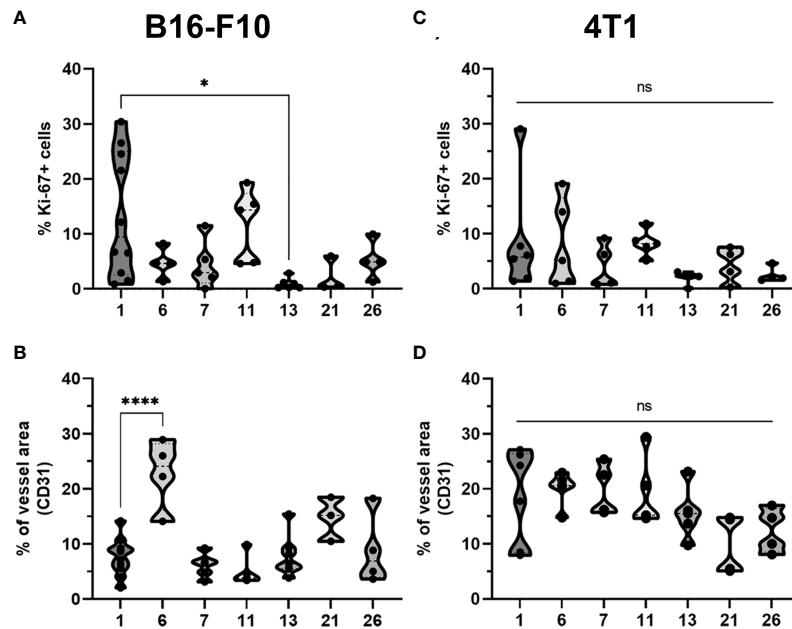 A
B16-F10
% Ki-67+ cells
40
30
20
10
0
*
1 6 7 11 13 21 26
C
4T1
% Ki-67+ cells
40
30
20
10
0
ns
1 6 7 11 13 21 26
B
% of vessel area
(CD31)
40
30
20
10
0
****
1 6 7 11 13 21 26
D
% of vessel area
(CD31)
40
30
20
10
0
ns
1 6 7 11 13 21 26